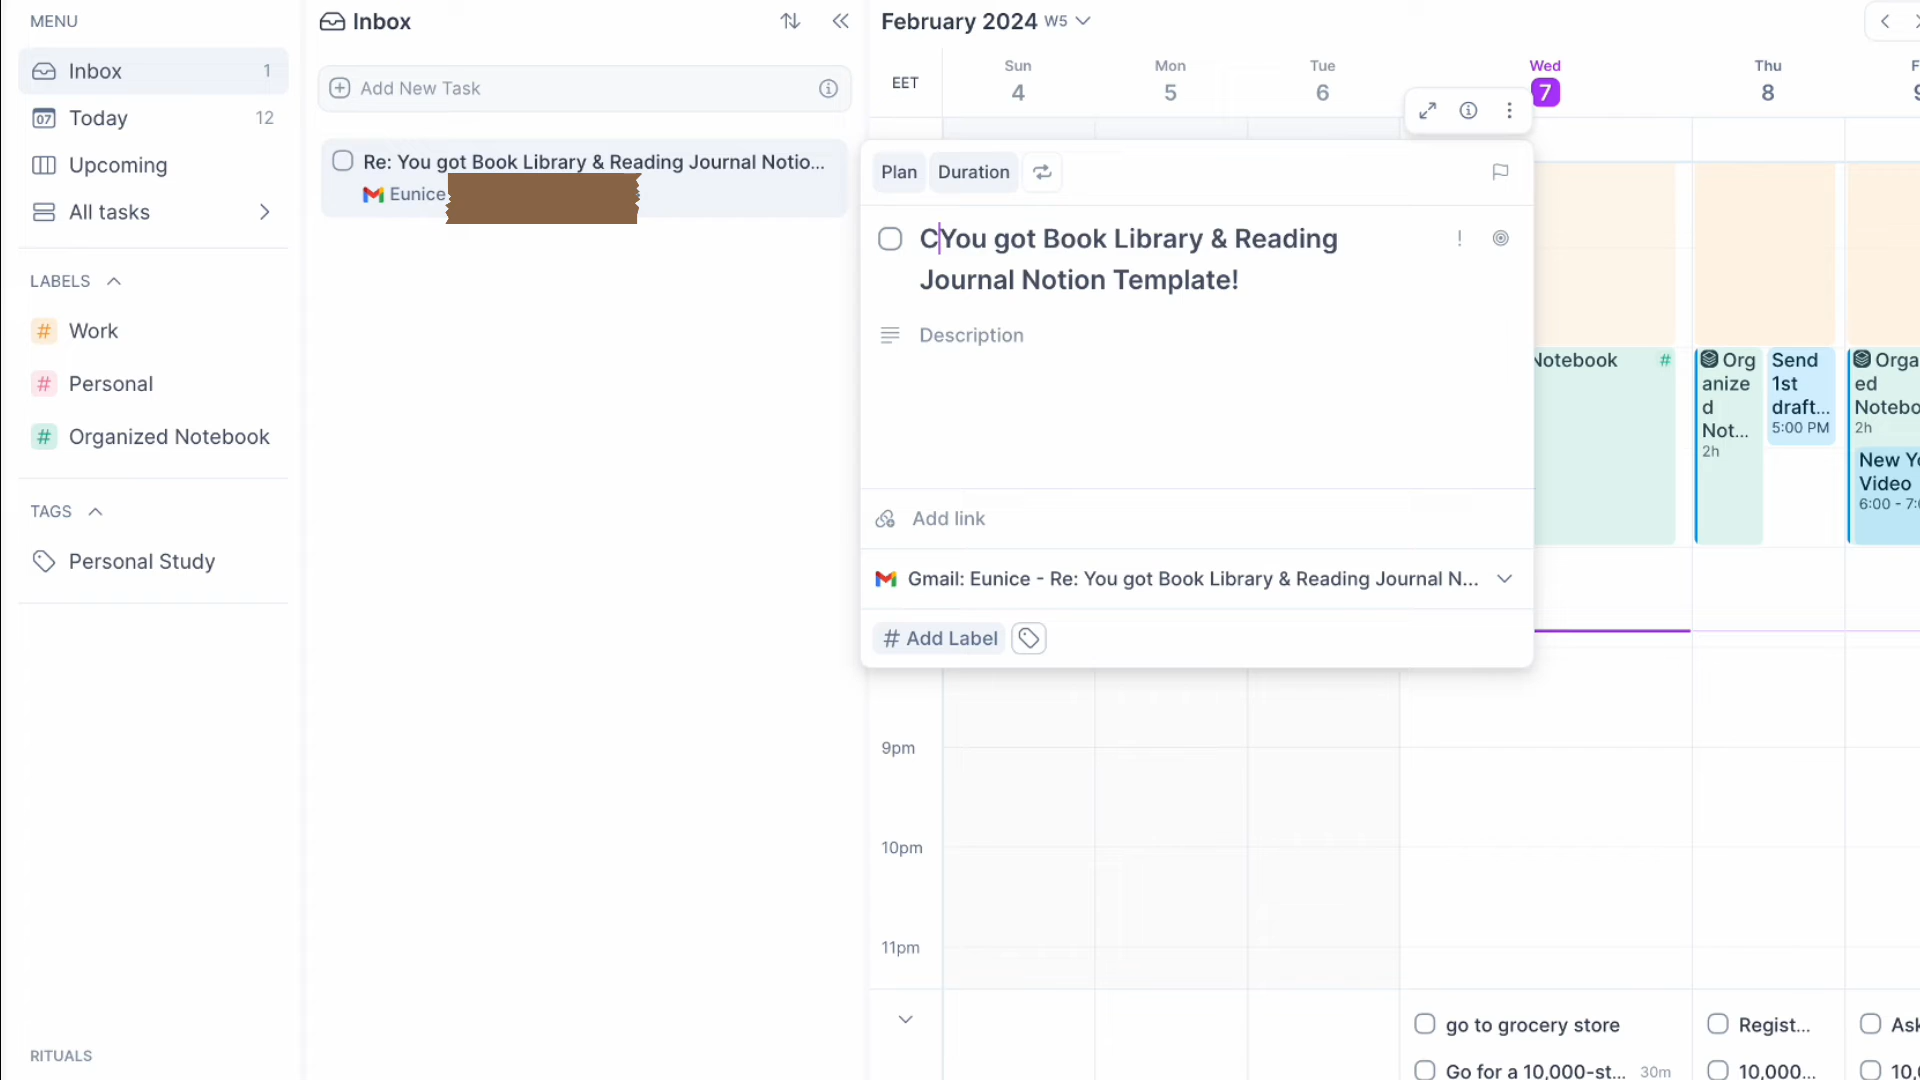 MENU
Inbox 1
Today 12
Upcoming
All tasks
LABELS
# Work
# Personal
# Organized Notebook
TAGS
Personal Study
RITUALS
Inbox
Add New Task
Re: You got Book Library & Reading Journal Notio...
Eunice
February 2024 W5
EET
Sun 4
Mon 5
Tue 6
Wed 7
Thu 8
F
9
Plan Duration
CYou got Book Library & Reading
Journal Notion Template!
Description
Add link
Gmail: Eunice - Re: You got Book Library & Reading Journal N...
# Add Label
Notebook #
Org
anize
d
Not...
2h
Send
1st
draft...
5:00 PM
Orga
ed
Notebo
2h
New Yo
Video
6:00 - 7:
9pm
10pm
11pm
go to grocery store
Go for a 10,000-st... 30m
Regist...
10,000...
Ask
10,